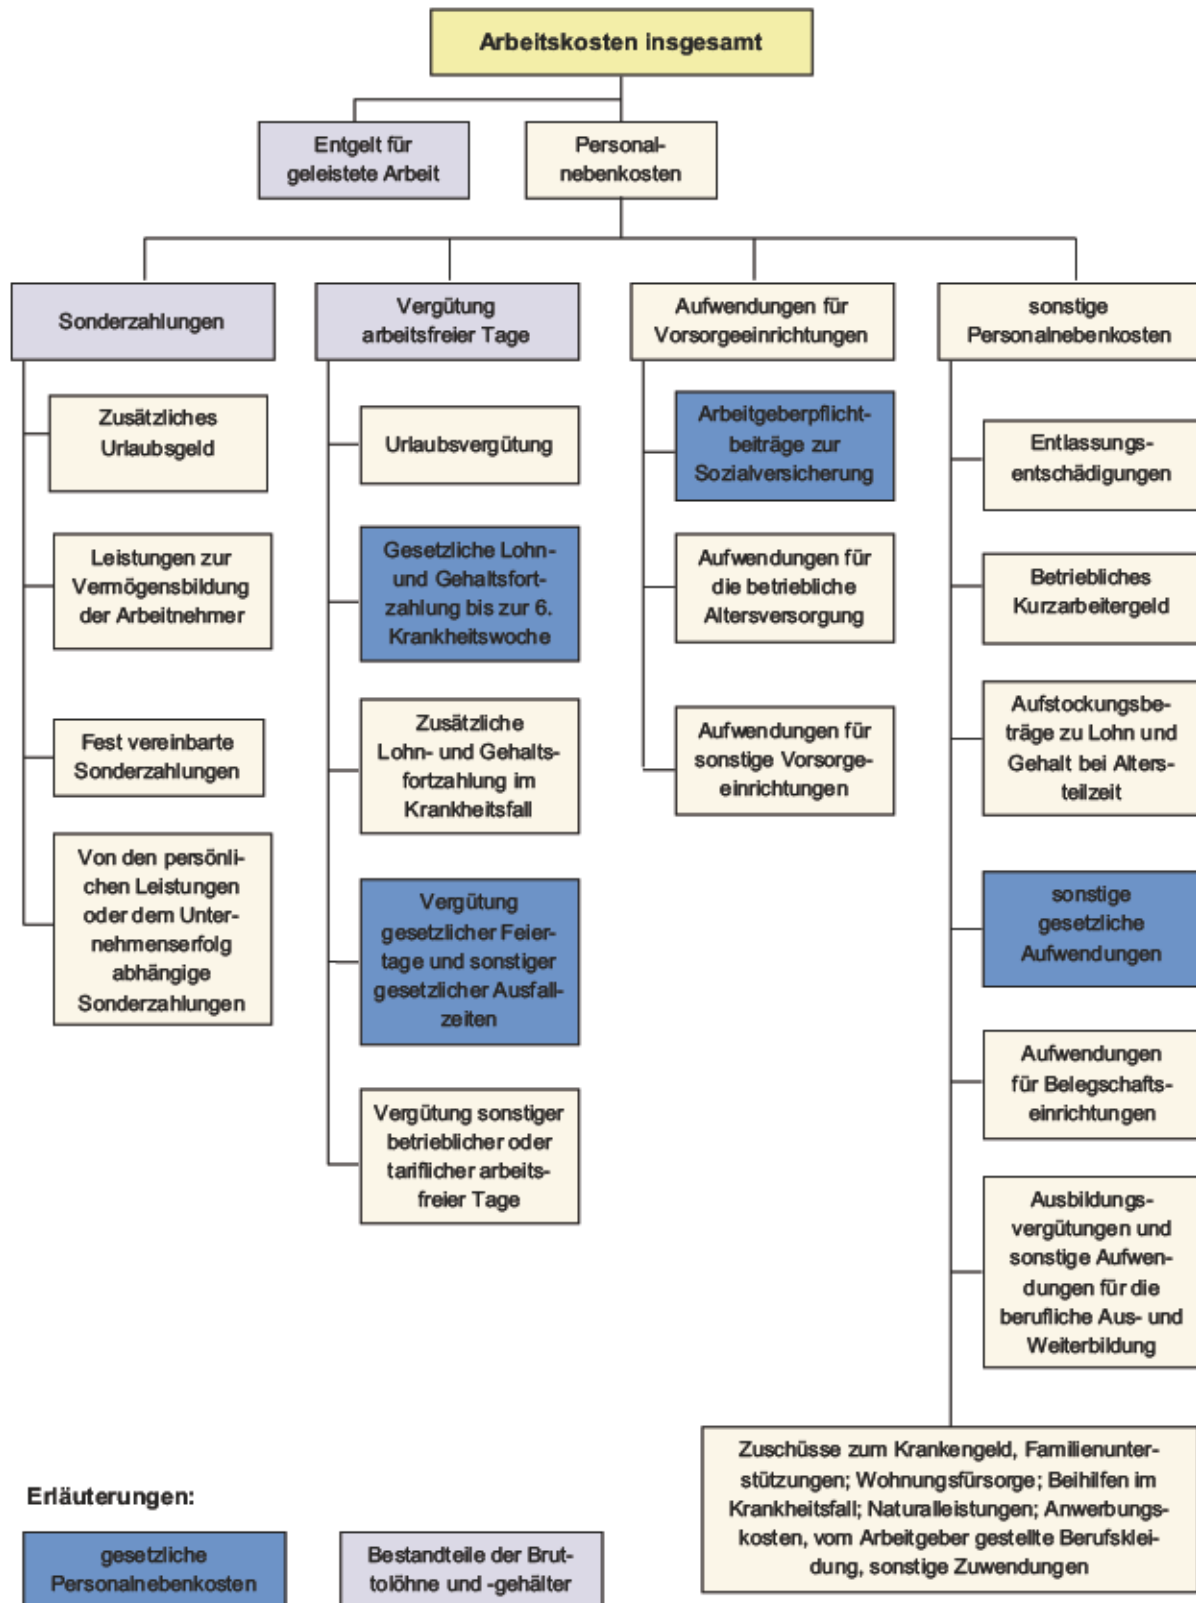 Arbeitskosten insgesamt
Entgelt für
geleistete Arbeit
Personal-
nebenkosten
Sonderzahlungen
Zusätzliches
Urlaubsgeld
Leistungen zur
Vermögensbildung
der Arbeitnehmer
Fest vereinbarte
Sonderzahlungen
Von den persönli-
chen Leistungen
oder dem Unter-
nehmenserfolg
abhängige
Sonderzahlungen
Vergütung
arbeitsfreier Tage
Urlaubsvergütung
Gesetzliche Lohn-
und Gehaltsfort-
zahlung bis zur 6.
Krankheitswoche
Zusätzliche
Lohn- und Gehalts-
fortzahlung im
Krankheitsfall
Vergütung
gesetzlicher Feier-
tage und sonstiger
gesetzlicher Ausfall-
zeiten
Vergütung sonstiger
betrieblicher oder
tariflicher arbeits-
freier Tage
Aufwendungen für
Vorsorgeeinrichtungen
Arbeitgeberpflicht-
beiträge zur
Sozialversicherung
Aufwendungen für
die betriebliche
Altersversorgung
Aufwendungen für
sonstige Vorsorge-
einrichtungen
sonstige
Personalnebenkosten
Entlassungs-
entschädigungen
Betriebliches
Kurzarbeitergeld
Aufstockungsbe-
träge zu Lohn und
Gehalt bei Alters-
teilzeit
sonstige
gesetzliche
Aufwendungen
Aufwendungen
für Belegschafts-
einrichtungen
Ausbildungs-
vergütungen und
sonstige Aufwen-
dungen für die
berufliche Aus- und
Weiterbildung
Zuschüsse zum Krankengeld, Familienunter-
stützungen; Wohnungsfürsorge; Beihilfen im
Krankheitsfall; Naturalleistungen; Anwerbungs-
kosten, vom Arbeitgeber gestellte Berufsklei-
dung, sonstige Zuwendungen
Erläuterungen:
gesetzliche
Personalnebenkosten
Bestandteile der Brut-
tolöhne und -gehälter